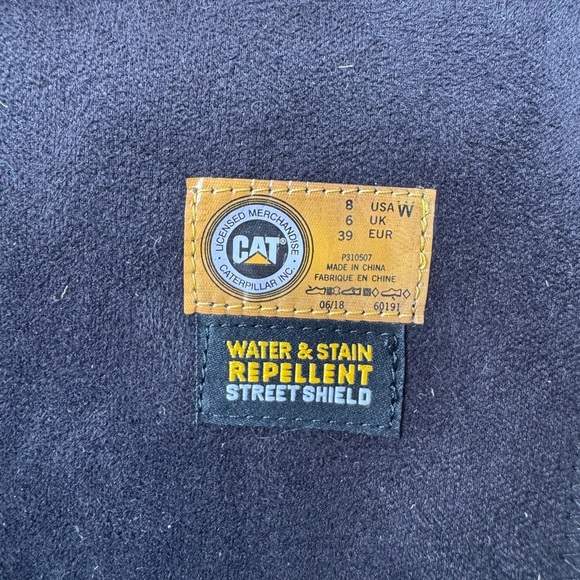 LICENSED MERCHANDISE
CAT®
CATERPILLAR INC.
8 USA W
6 UK
39 EUR
P310507
MADE IN CHINA
FABRIQUE EN CHINE
06/18 60191
WATER & STAIN
REPELLENT
STREET SHIELD